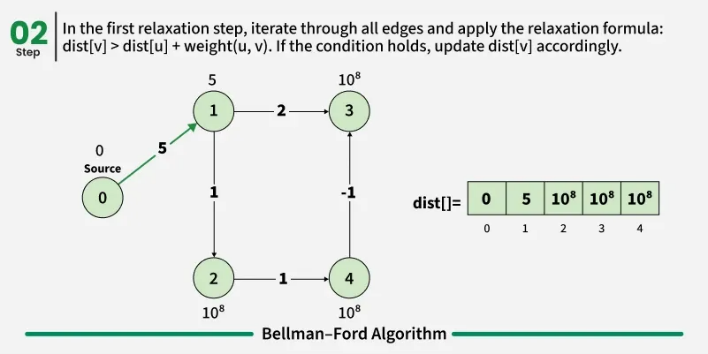 02
Step
In the first relaxation step, iterate through all edges and apply the relaxation formula:
dist[v] > dist[u] + weight(u, v). If the condition holds, update dist[v] accordingly.
5
10⁸
1
2
3
0
Source
5
0
1
-1
dist[]=
0 5 10⁸ 10⁸ 10⁸
0 1 2 3 4
2
1
4
10⁸
10⁸
Bellman–Ford Algorithm